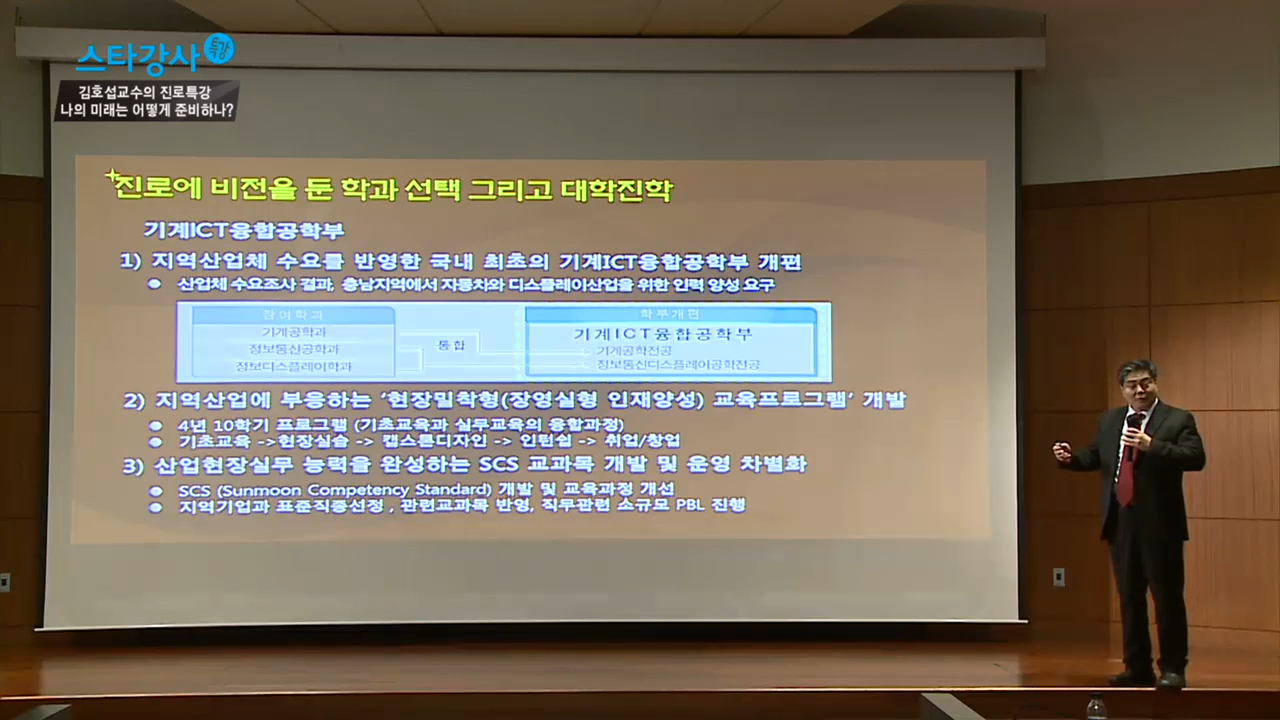 스타강사 특강
김호섭교수의 진로특강
나의 미래는 어떻게 준비하나?
진로에 비전을 둔 학과 선택 그리고 대학진학
기계ICT융합공학부
1) 지역산업체 수요를 반영한 국내 최초의 기계ICT융합공학부 개편
산업체 수요조사 결과, 충남지역에서 자동차와 디스플레이산업을 위한 인력 양성 요구
참여학과
기계공학과
정보통신공학과
정보디스플레이학과
통합
학부개편
기계ICT융합공학부
기계공학전공
정보통신디스플레이공학전공
2) 지역산업에 부응하는 '현장밀착형(장영실형 인재양성) 교육프로그램' 개발
4년 10학기 프로그램 (기초교육과 실무교육의 융합과정)
기초교육 -> 현장실습 -> 캡스톤디자인 -> 인턴쉽 -> 취업/창업
3) 산업현장실무 능력을 완성하는 SCS 교과목 개발 및 운영 차별화
SCS (Sunmoon Competency Standard) 개발 및 교육과정 개선
지역기업과 표준직종선정 , 관련교과목 반영, 직무관련 소규모 PBL 진행